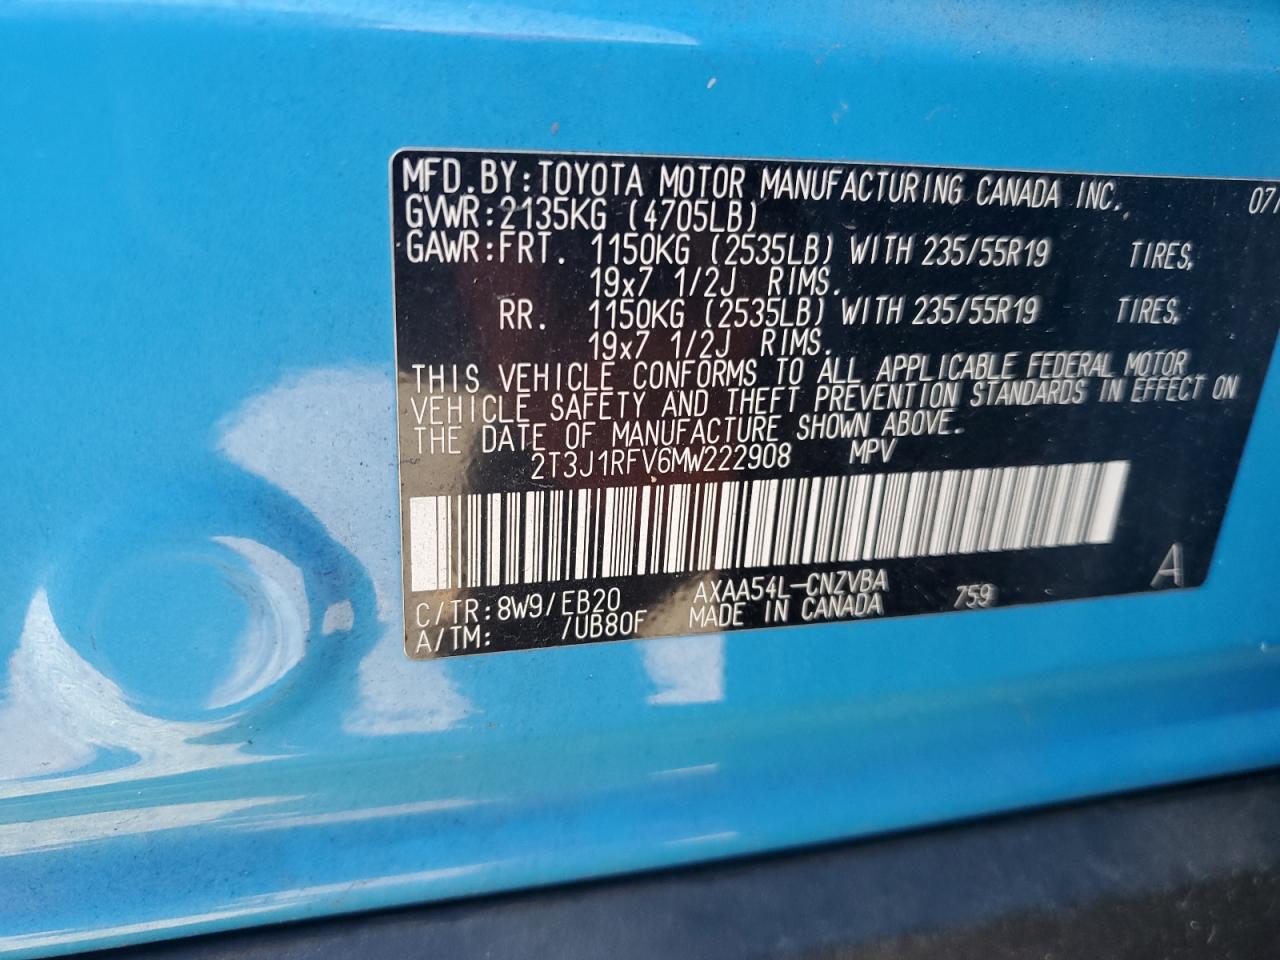 MFD.BY:TOYOTA MOTOR MANUFACTURING CANADA INC. 07/
GVWR:2135KG (4705LB)
GAWR:FRT. 1150KG (2535LB) WITH 235/55R19 TIRES,
19x7 1/2J RIMS.
RR. 1150KG (2535LB) WITH 235/55R19 TIRES,
19x7 1/2J RIMS.
THIS VEHICLE CONFORMS TO ALL APPLICABLE FEDERAL MOTOR
VEHICLE SAFETY AND THEFT PREVENTION STANDARDS IN EFFECT ON
THE DATE OF MANUFACTURE SHOWN ABOVE.
2T3J1RFV6MW222908 MPV
C/TR:8W9/EB20 AXAA54L-CNZVBA 759 A
A/TM: /UB80F MADE IN CANADA